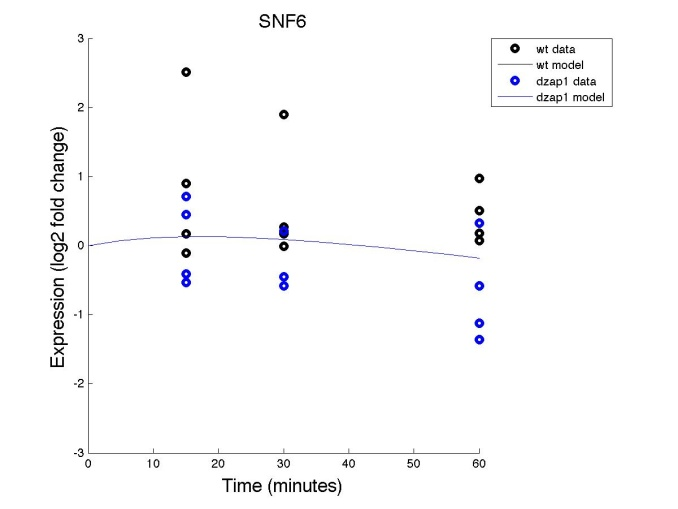 SNF6
3
2
1
0
-1
-2
-3
0 10 20 30 40 50 60
Expression (log2 fold change)
Time (minutes)
wt data
wt model
dzap1 data
dzap1 model